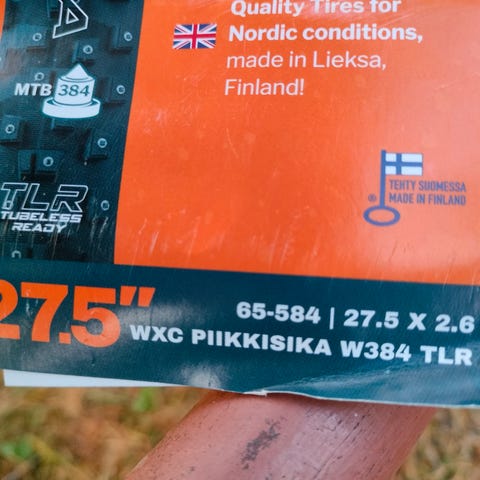 Quality Tires for
Nordic conditions,
made in Lieksa,
Finland!
MTB 384
TLR
TUBELESS
READY
® TEHTY SUOMESSA
MADE IN FINLAND
27.5"
65-584 | 27.5 X 2.6
WXC PIIKKISIKA W384 TLR